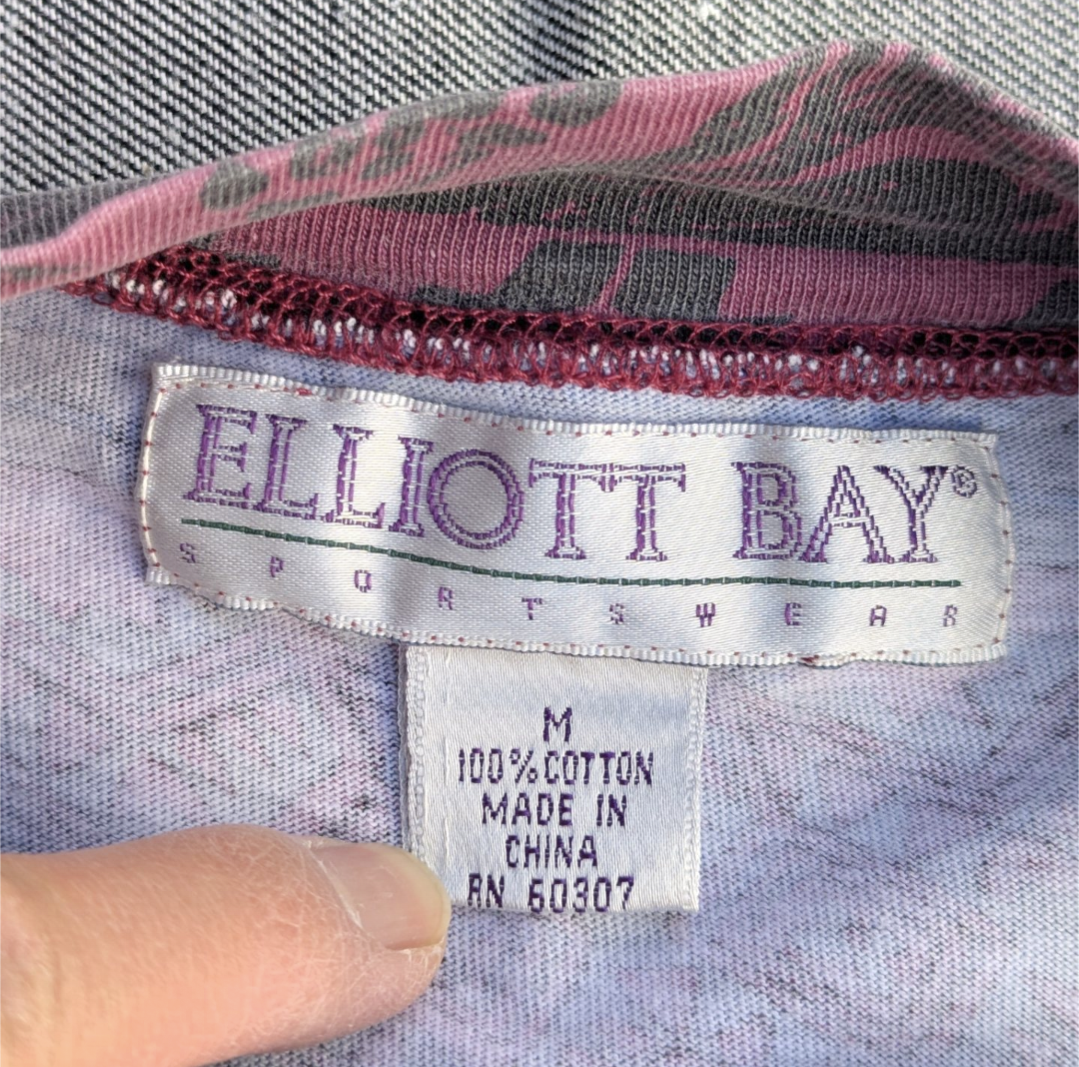 ELLIOTT BAY®
SPORTSWEAR
M
100% COTTON
MADE IN
CHINA
RN 60307